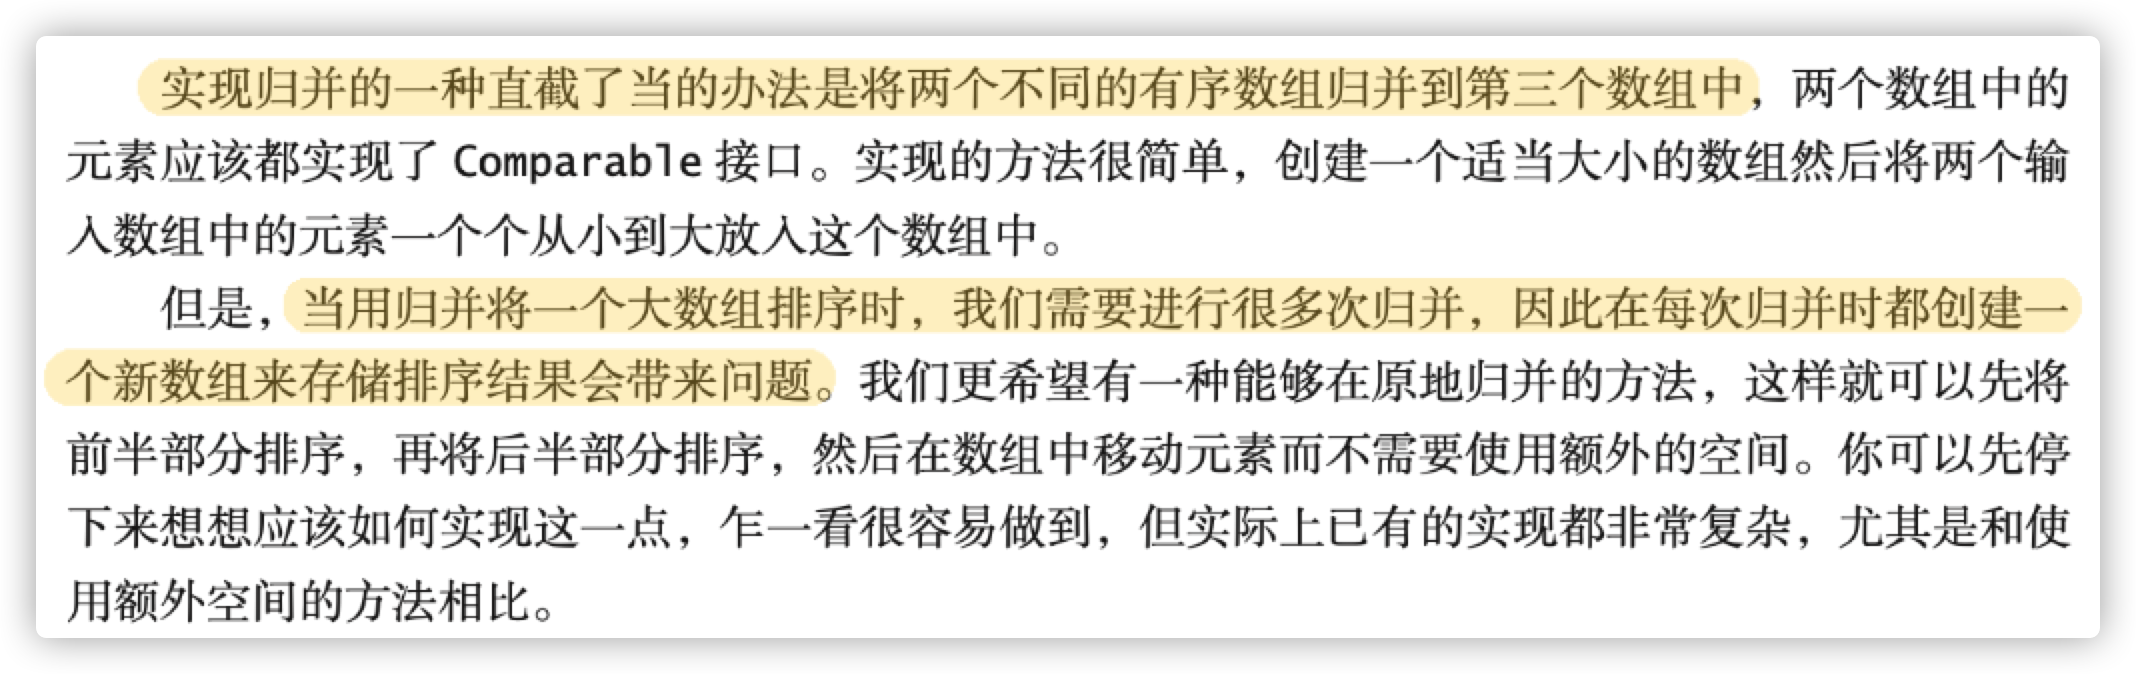 实现归并的一种直截了当的办法是将两个不同的有序数组归并到第三个数组中，两个数组中的
元素应该都实现了 Comparable 接口。实现的方法很简单，创建一个适当大小的数组然后将两个输
入数组中的元素一个个从小到大放入这个数组中。
但是，当用归并将一个大数组排序时，我们需要进行很多次归并，因此在每次归并时都创建一
个新数组来存储排序结果会带来问题。我们更希望有一种能够在原地归并的方法，这样就可以先将
前半部分排序，再将后半部分排序，然后在数组中移动元素而不需要使用额外的空间。你可以先停
下来想想应该如何实现这一点，乍一看很容易做到，但实际上已有的实现都非常复杂，尤其是和使
用额外空间的方法相比。